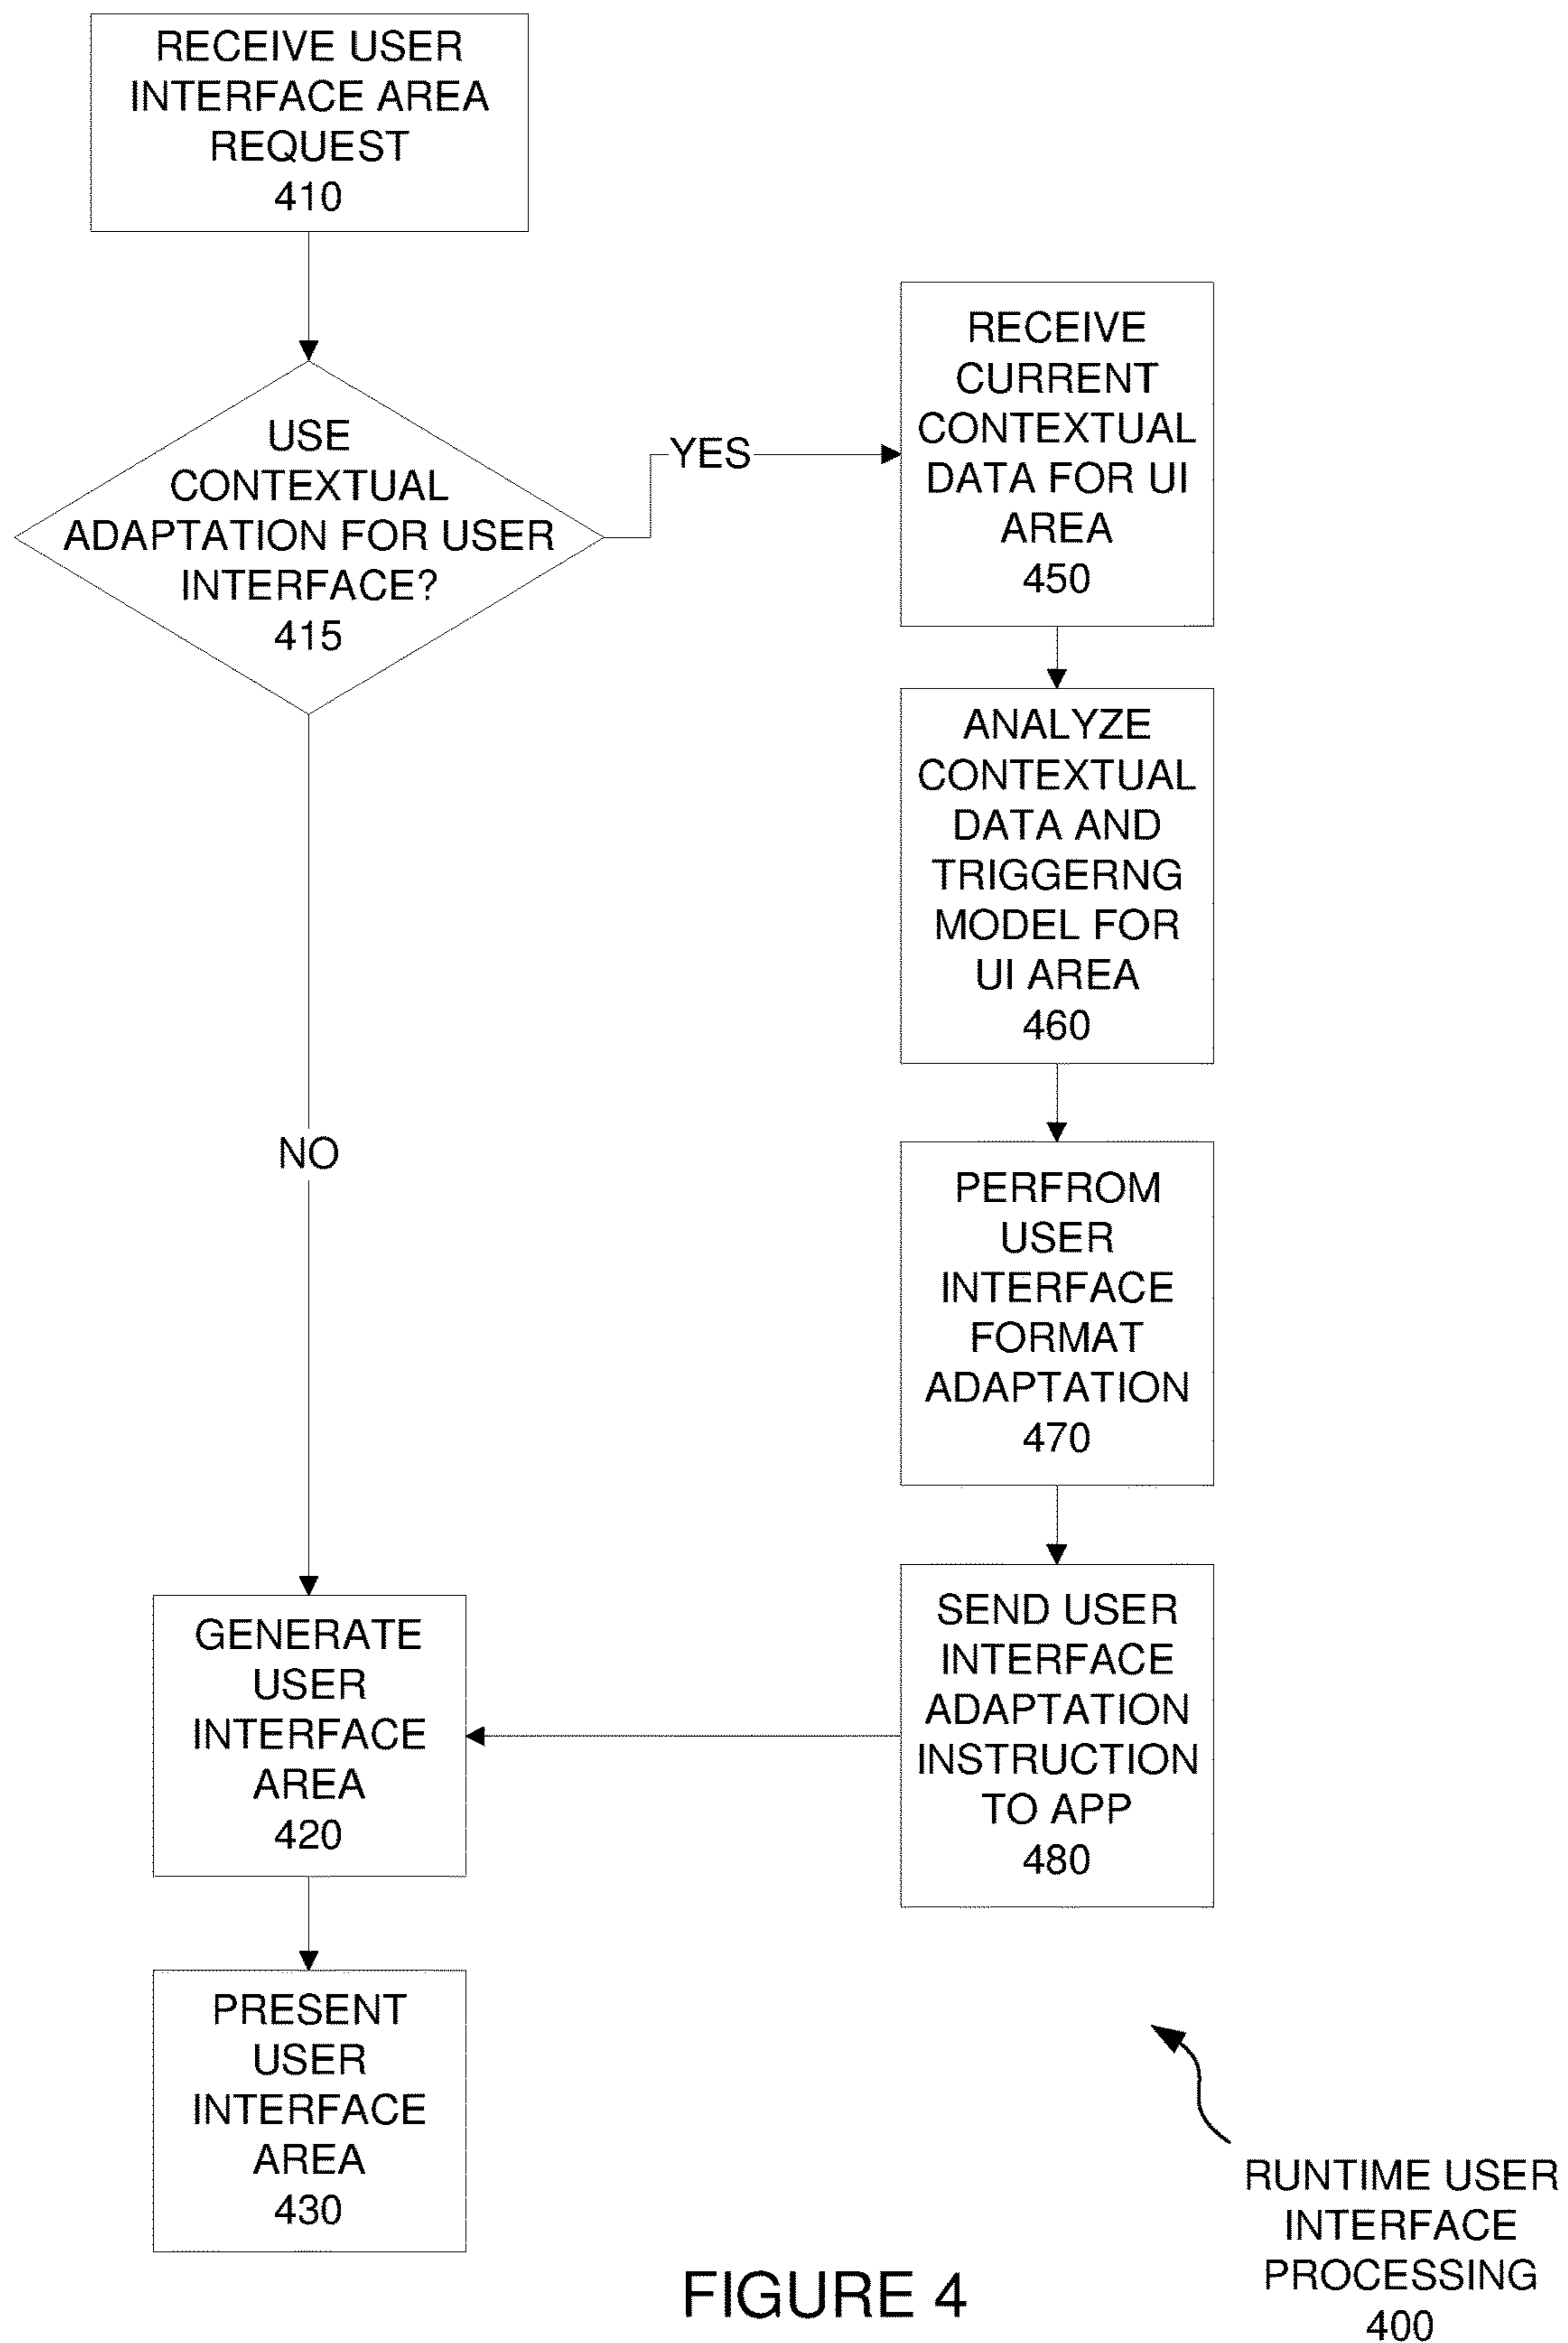 RECEIVE USER
INTERFACE AREA
REQUEST
410
USE
CONTEXTUAL
ADAPTATION FOR USER
INTERFACE?
415
YES
NO
RECEIVE
CURRENT
CONTEXTUAL
DATA FOR UI
AREA
450
ANALYZE
CONTEXTUAL
DATA AND
TRIGGERNG
MODEL FOR
UI AREA
460
PERFROM
USER
INTERFACE
FORMAT
ADAPTATION
470
SEND USER
INTERFACE
ADAPTATION
INSTRUCTION
TO APP
480
GENERATE
USER
INTERFACE
AREA
420
PRESENT
USER
INTERFACE
AREA
430
RUNTIME USER
INTERFACE
PROCESSING
400
FIGURE 4